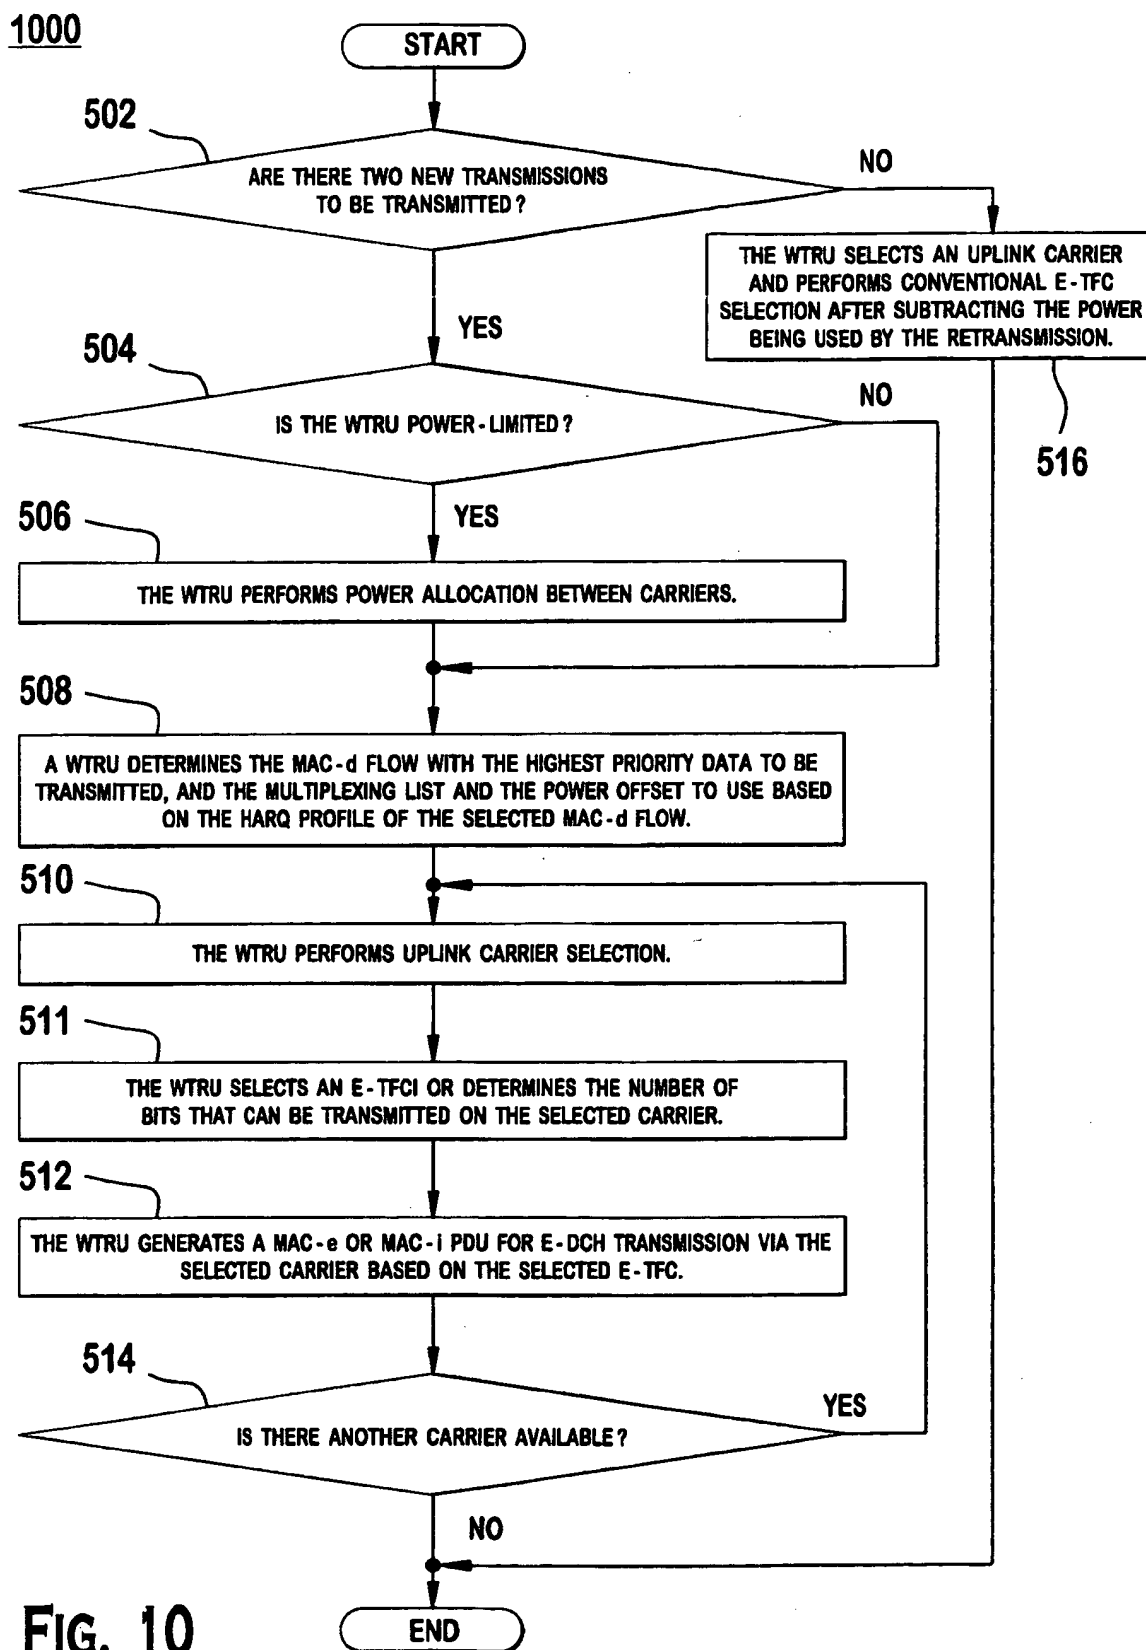 1000
START
502
ARE THERE TWO NEW TRANSMISSIONS
TO BE TRANSMITTED?
NO
THE WTRU SELECTS AN UPLINK CARRIER
AND PERFORMS CONVENTIONAL E-TFC
SELECTION AFTER SUBTRACTING THE POWER
BEING USED BY THE RETRANSMISSION.
516
YES
504
IS THE WTRU POWER-LIMITED?
NO
YES
506
THE WTRU PERFORMS POWER ALLOCATION BETWEEN CARRIERS.
508
A WTRU DETERMINES THE MAC-d FLOW WITH THE HIGHEST PRIORITY DATA TO BE
TRANSMITTED, AND THE MULTIPLEXING LIST AND THE POWER OFFSET TO USE BASED
ON THE HARQ PROFILE OF THE SELECTED MAC-d FLOW.
510
THE WTRU PERFORMS UPLINK CARRIER SELECTION.
511
THE WTRU SELECTS AN E-TFCI OR DETERMINES THE NUMBER OF
BITS THAT CAN BE TRANSMITTED ON THE SELECTED CARRIER.
512
THE WTRU GENERATES A MAC-e OR MAC-i PDU FOR E-DCH TRANSMISSION VIA THE
SELECTED CARRIER BASED ON THE SELECTED E-TFC.
514
IS THERE ANOTHER CARRIER AVAILABLE?
YES
NO
END
FIG. 10